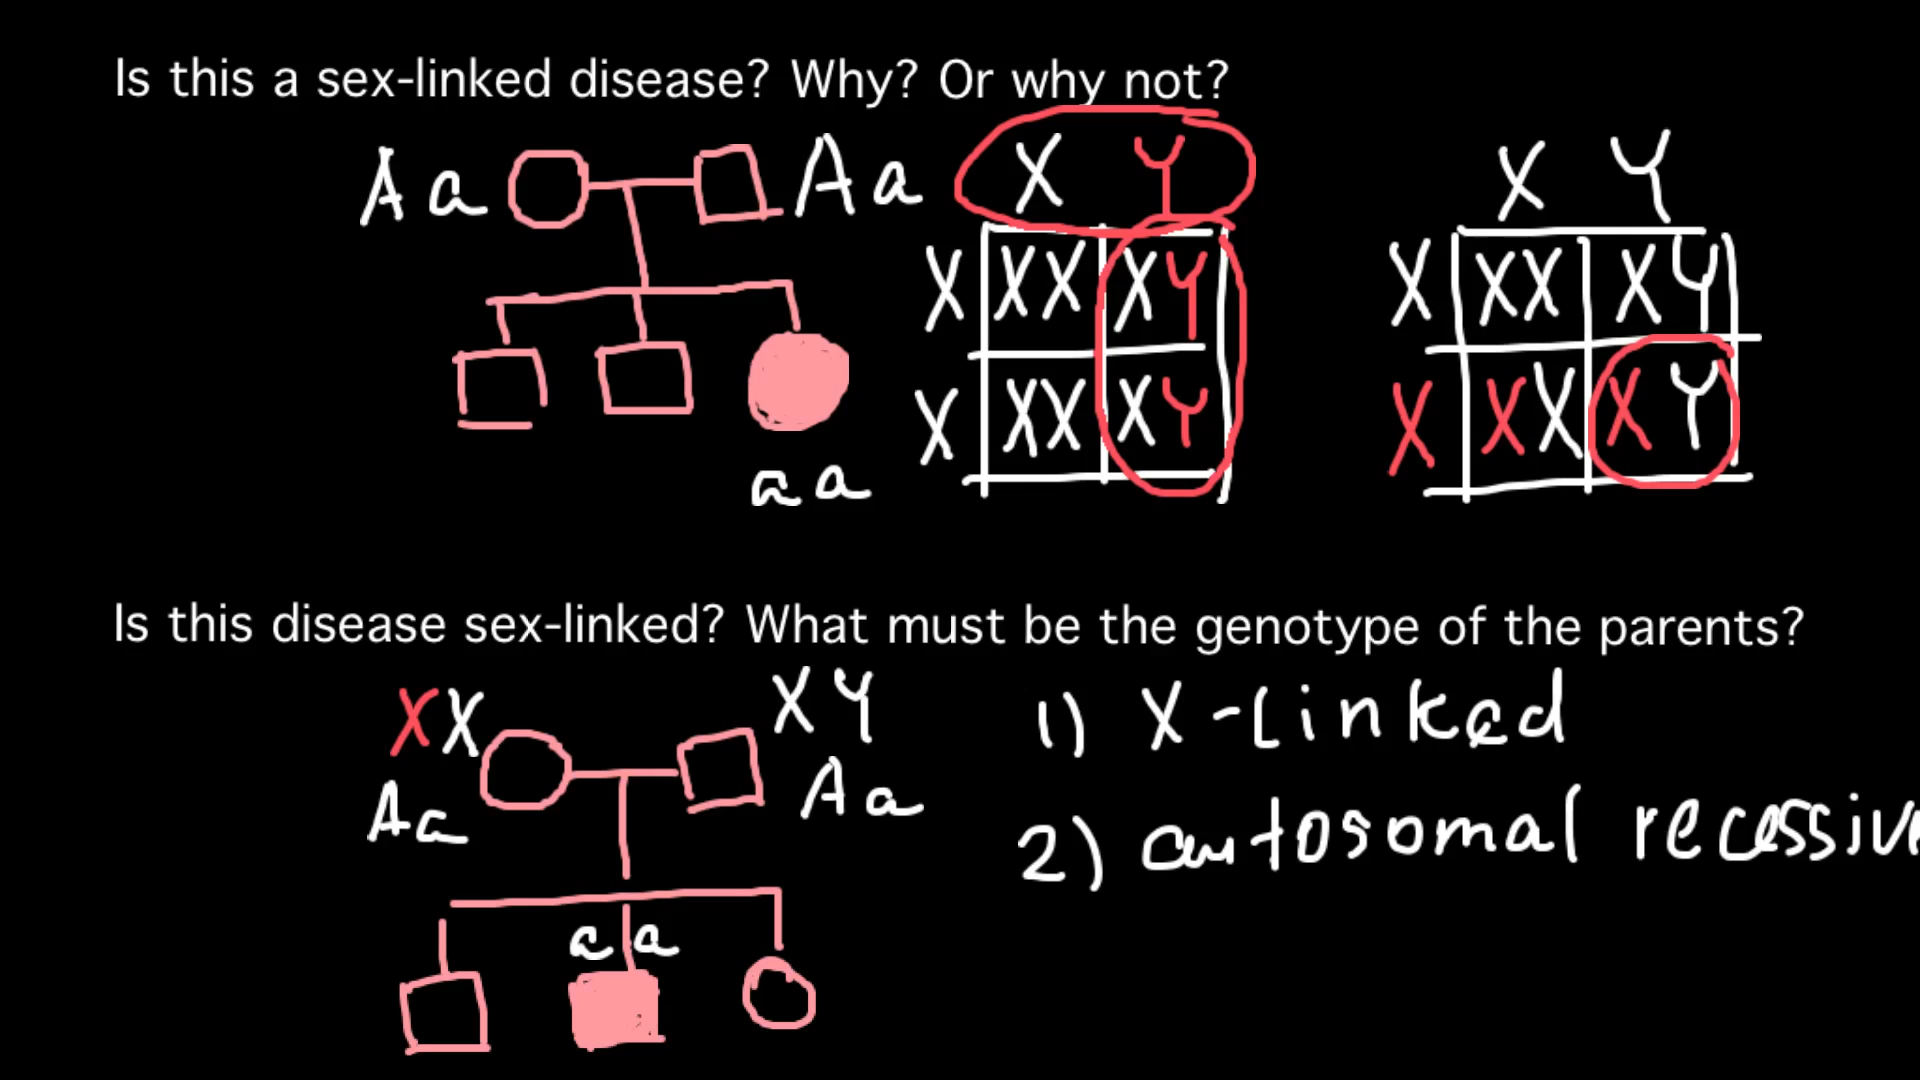 Is this a sex-linked disease? Why? Or why not?
Aa Aa
aa
X Y
X XX XY
X XX XY
X Y
X XX XY
X XX XY
Is this disease sex-linked? What must be the genotype of the parents?
XX XY
Aa Aa
aa
1) X-linked
2) autosomal recessiv